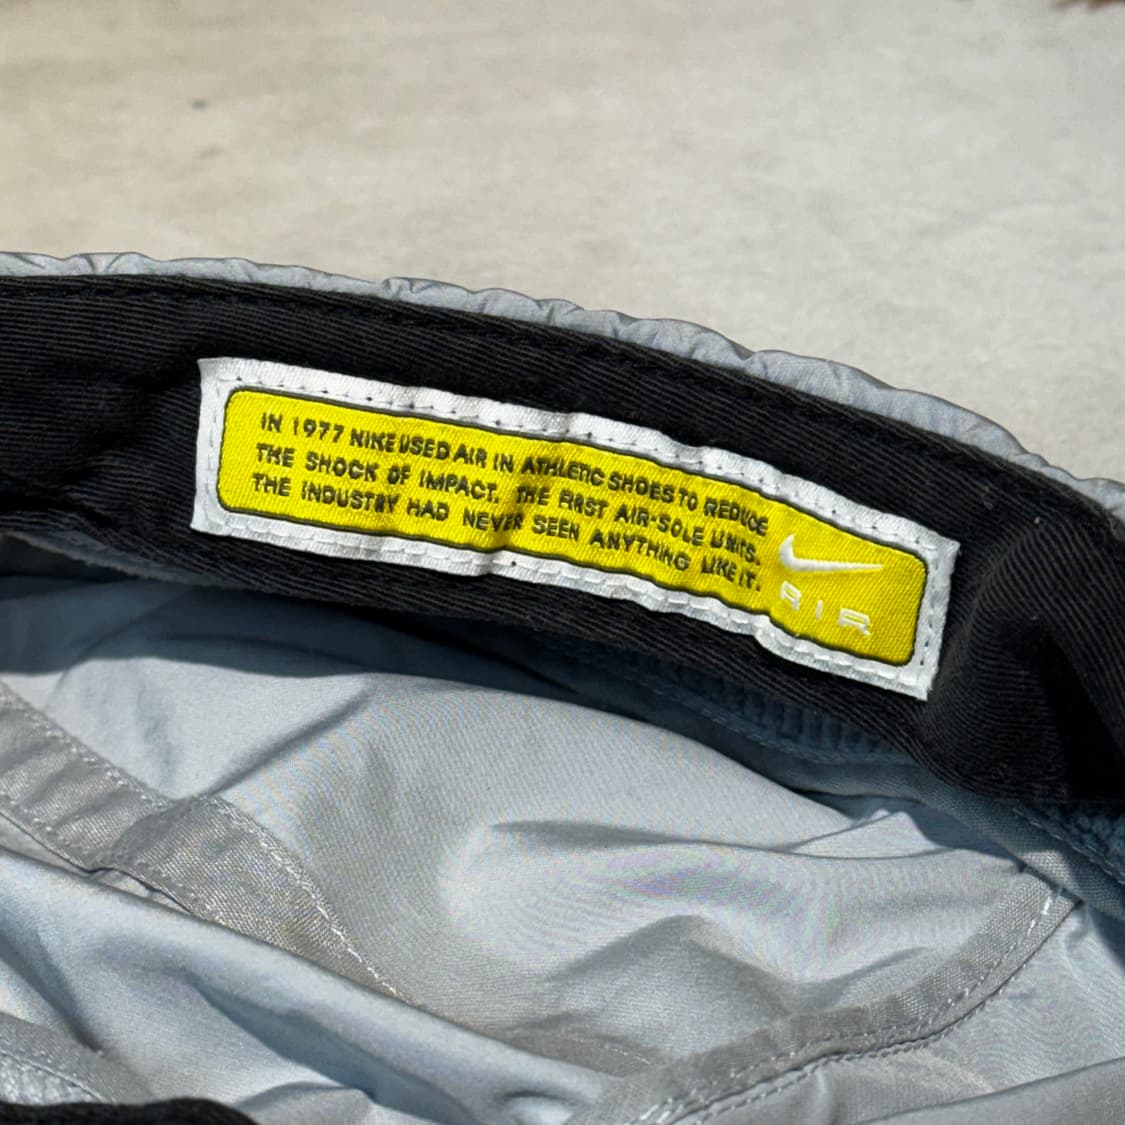 IN 1977 NIKE USED AIR IN ATHLETIC SHOES TO REDUCE
THE SHOCK OF IMPACT. THE FIRST AIR-SOLE UNITS.
THE INDUSTRY HAD NEVER SEEN ANYTHING LIKE IT.
AIR